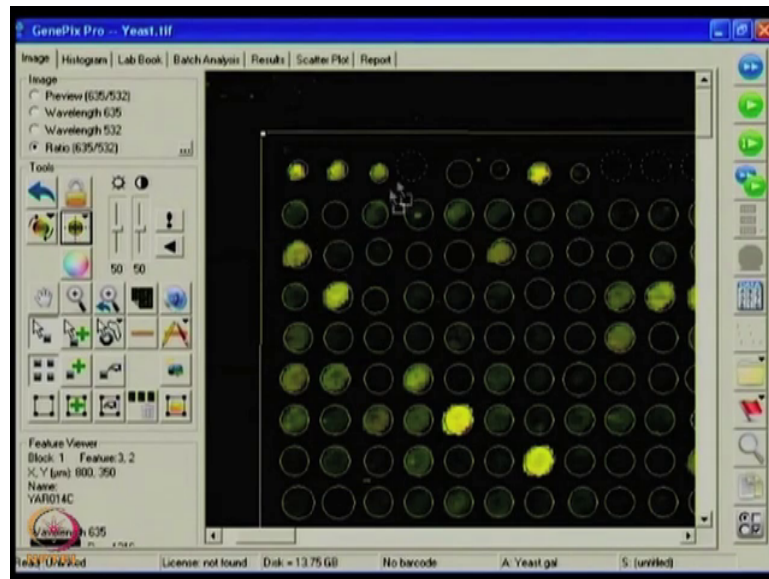 GenePix Pro -- Yeast.tif
Image Histogram Lab Book Batch Analysis Results Scatter Plot Report
Image
Preview (635/532)
Wavelength 635
Wavelength 532
Ratio (635/532)
...
Tools
50 50
Feature Viewer
Block: 1 Feature: 3, 2
X, Y (µm): 800, 350
Name:
YAR014C
Wavelength 635
NPTEL
License: not found Disk = 13.75 GB No barcode A: Yeast.gal S: (untitled)